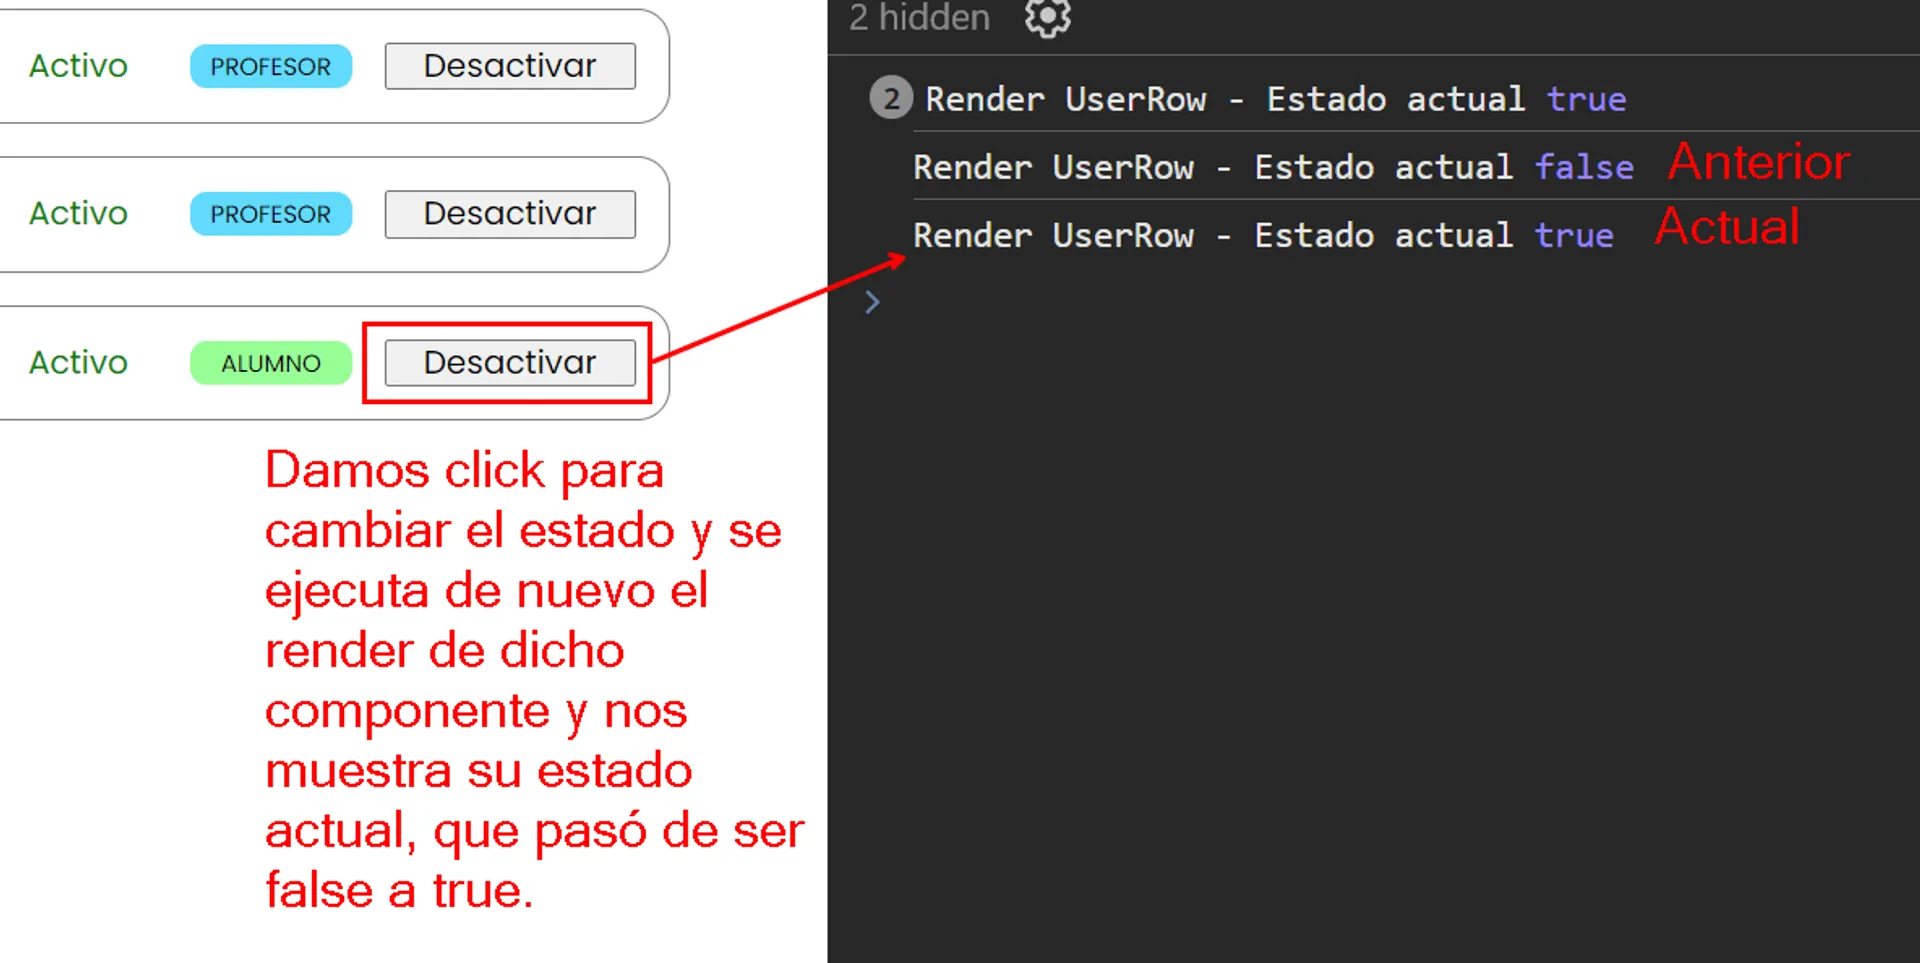 Activo PROFESOR Desactivar
Activo PROFESOR Desactivar
Activo ALUMNO Desactivar
Damos click para
cambiar el estado y se
ejecuta de nuevo el
render de dicho
componente y nos
muestra su estado
actual, que pasó de ser
false a true.
2 hidden
2 Render UserRow - Estado actual true
Render UserRow - Estado actual false Anterior
Render UserRow - Estado actual true Actual
>